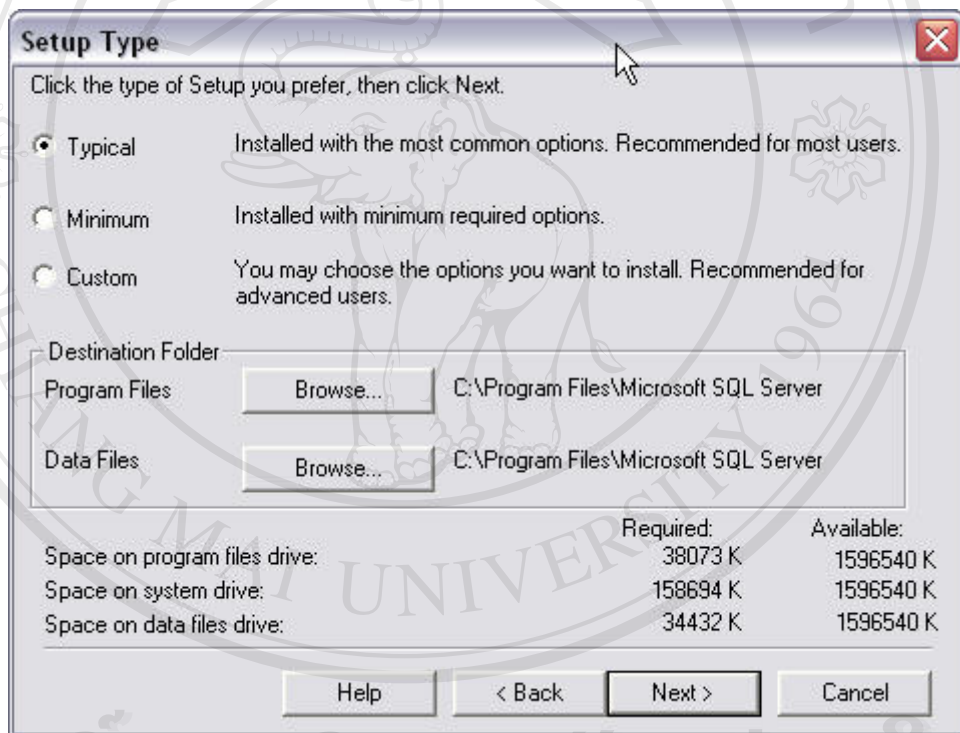 Setup Type
Click the type of Setup you prefer, then click Next.
Typical Installed with the most common options. Recommended for most users.
Minimum Installed with minimum required options.
Custom You may choose the options you want to install. Recommended for
advanced users.
Destination Folder
Program Files Browse... C:\Program Files\Microsoft SQL Server
Data Files Browse... C:\Program Files\Microsoft SQL Server
Required: Available:
Space on program files drive: 38073 K 1596540 K
Space on system drive: 158694 K 1596540 K
Space on data files drive: 34432 K 1596540 K
Help < Back Next > Cancel
MAI UNIVERSITY 1964